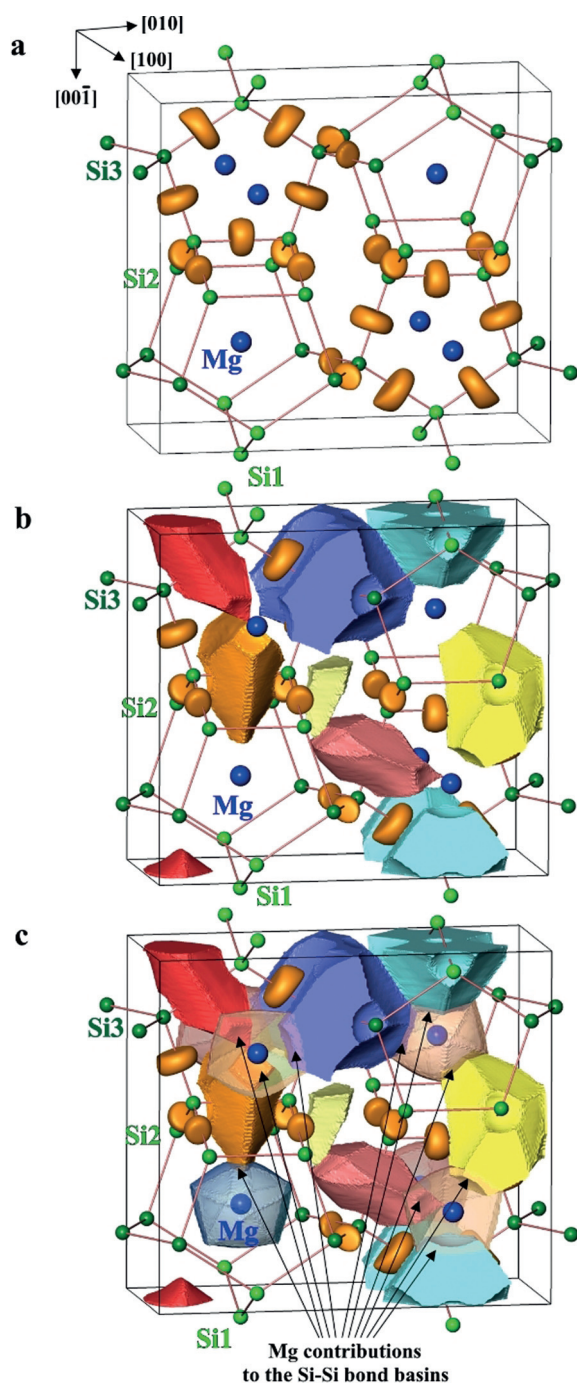 a
[010]
[100]
[001̄]
Si3
Si2
Mg
Si1
b
Si3
Si2
Mg
Si1
c
Si3
Si2
Mg
Si1
Mg contributions
to the Si-Si bond basins